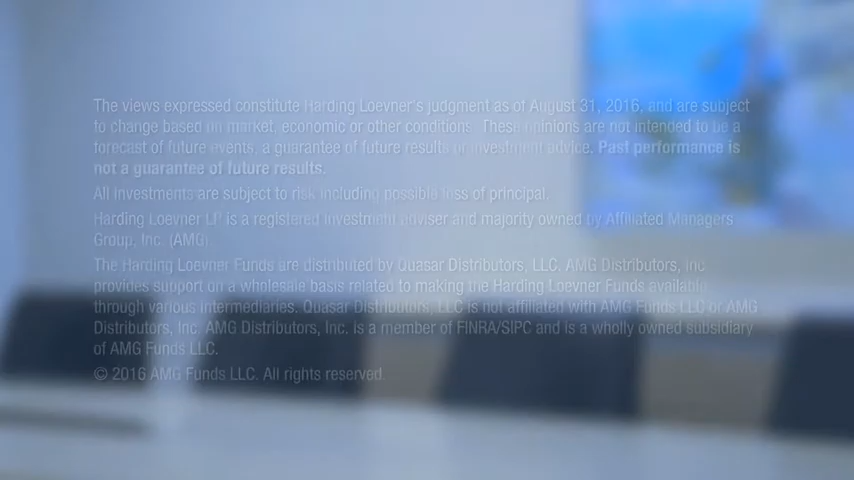 The views expressed constitute Harding Loevner's judgment as of August 31, 2016, and are subject
to change based on market, economic or other conditions. These opinions are not intended to be a
forecast of future events, a guarantee of future results or investment advice. Past performance is
not a guarantee of future results.
All investments are subject to risk including possible loss of principal.
Harding Loevner LP is a registered investment adviser and majority owned by Affiliated Managers
Group, Inc. (AMG)
The Harding Loevner Funds are distributed by Quasar Distributors, LLC. AMG Distributors, Inc
provides support on a wholesale basis related to making the Harding Loevner Funds available
through various intermediaries. Quasar Distributors, LLC is not affiliated with AMG Funds LLC or AMG
Distributors, Inc. AMG Distributors, Inc. is a member of FINRA/SIPC and is a wholly owned subsidiary
of AMG Funds LLC.
© 2016 AMG Funds LLC. All rights reserved.